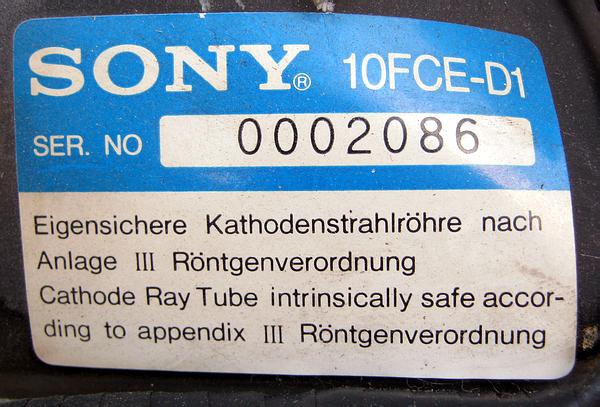 SONY® 10FCE-D1
SER. NO 0002086
Eigensichere Kathodenstrahlröhre nach
Anlage III Röntgenverordnung
Cathode Ray Tube intrinsically safe accor-
ding to appendix III Röntgenverordnung